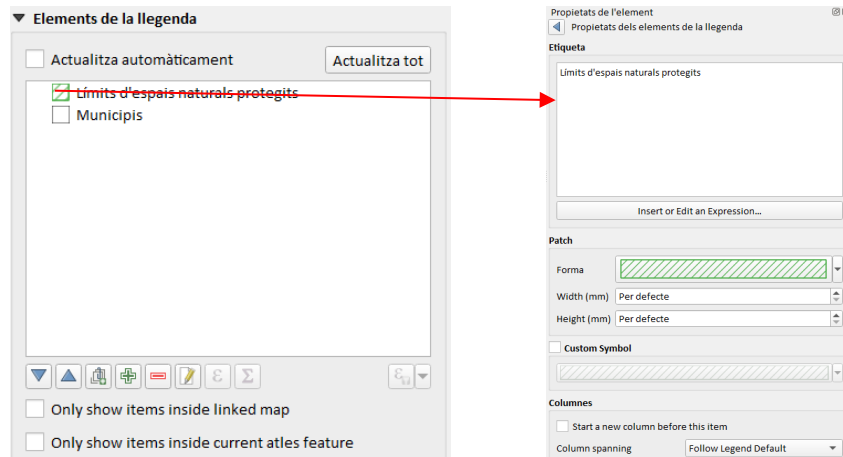 Elements de la llegenda
Actualitza automàticament
Actualitza tot
Límits d'espais naturals protegits
Municipis
ε Σ
ε
Only show items inside linked map
Only show items inside current atles feature
Propietats de l'element
Propietats dels elements de la llegenda
Etiqueta
Límits d'espais naturals protegits
Insert or Edit an Expression...
Patch
Forma
Width (mm) Per defecte
Height (mm) Per defecte
Custom Symbol
Columnes
Start a new column before this item
Column spanning Follow Legend Default